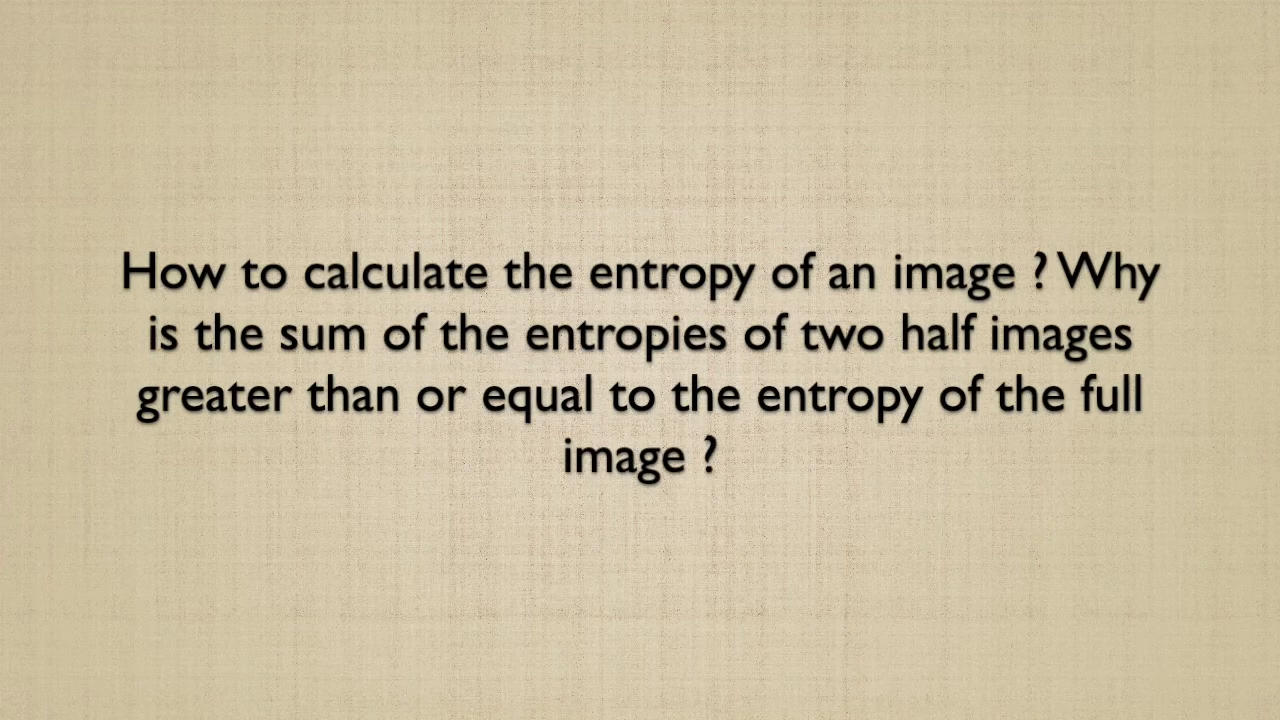 How to calculate the entropy of an image ? Why
is the sum of the entropies of two half images
greater than or equal to the entropy of the full
image ?